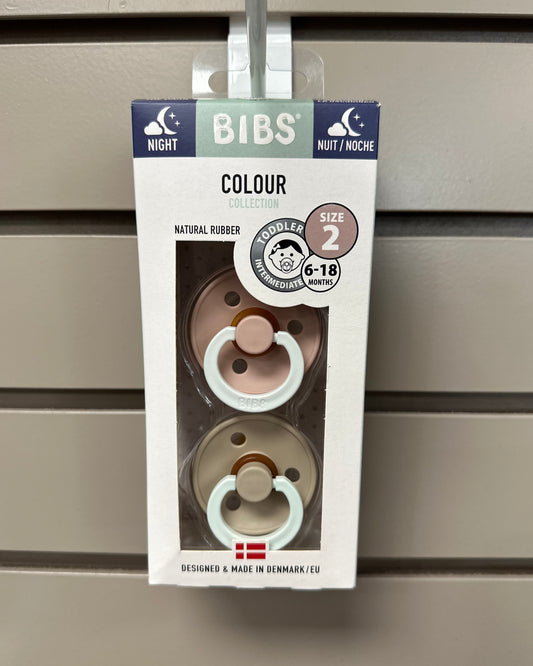 NIGHT
BIBS®
NUIT / NOCHE
COLOUR
COLLECTION
NATURAL RUBBER
TODDLER
INTERMEDIATE
SIZE
2
6-18
MONTHS
BIBS
DESIGNED & MADE IN DENMARK/EU